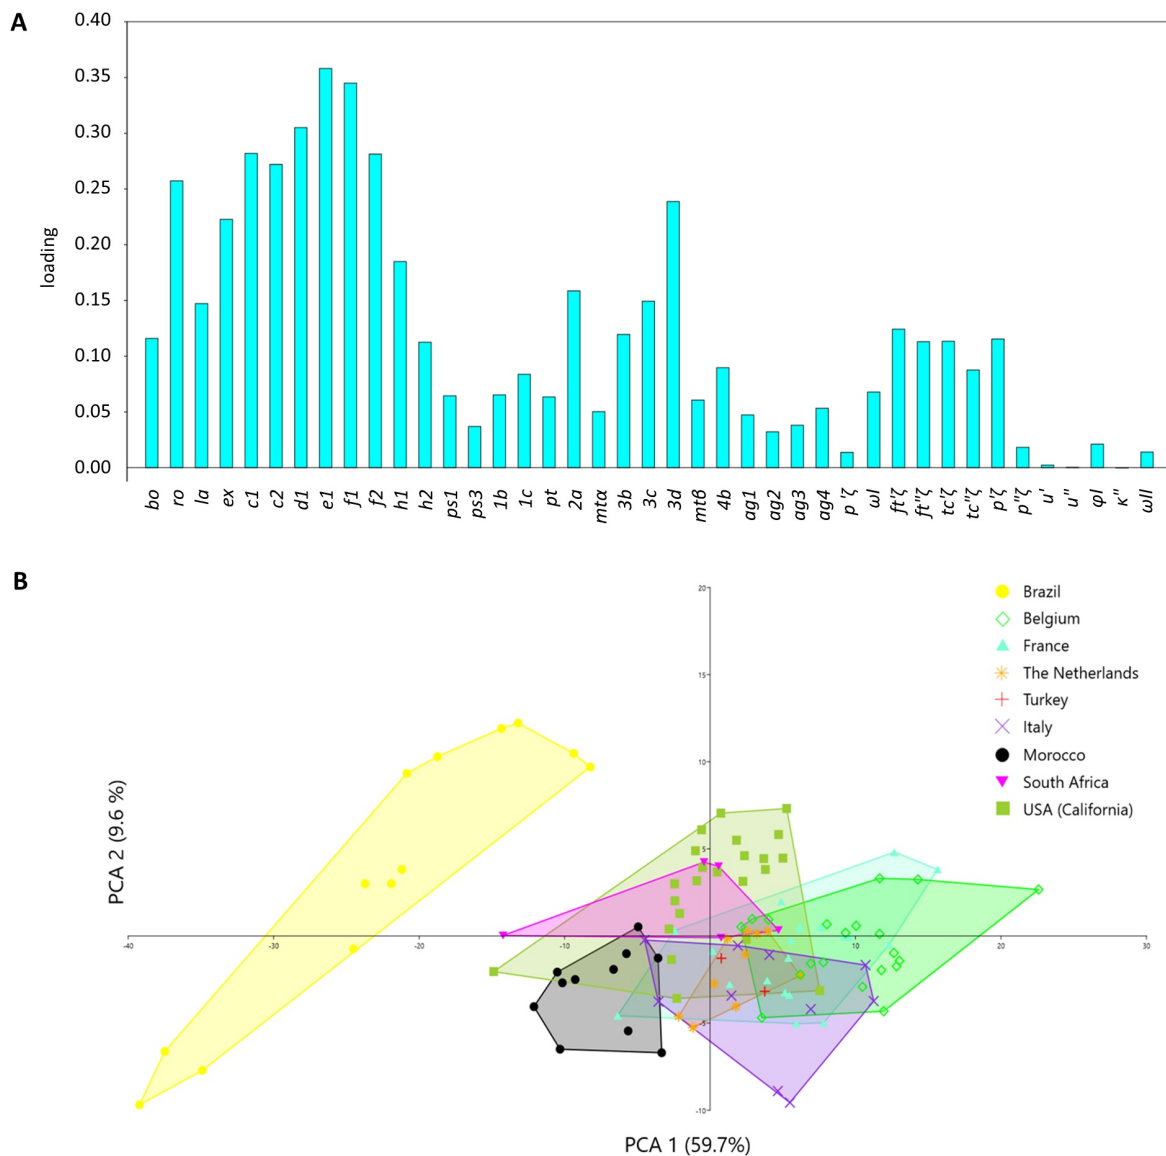 A
0.40
0.35
0.30
0.25
0.20
0.15
0.10
0.05
0.00
loading
bo ro la ex c1 c2 d1 e1 f1 f2 h1 h2 ps1 ps3 1b 1c pt 2a mtα 3b 3c 3d mtβ 4b ag1 ag2 ag3 ag4 p'ζ ωI ft'ζ ft"ζ tc'ζ tc"ζ p'ζ p"ζ u' u" φI κ" ωII
B
20
15
10
5
-5
-10
-40 -30 -20 -10 10 20 30
PCA 2 (9.6 %)
PCA 1 (59.7%)
Brazil
Belgium
France
The Netherlands
Turkey
Italy
Morocco
South Africa
USA (California)